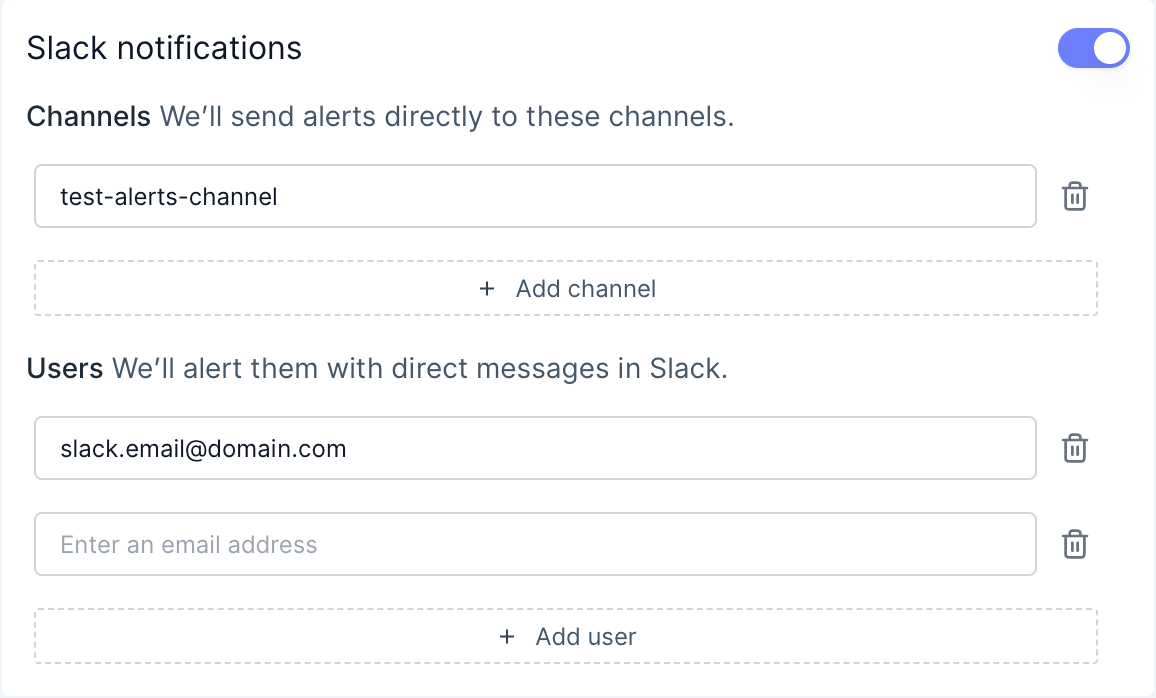 Slack notifications
Channels We’ll send alerts directly to these channels.
test-alerts-channel
+ Add channel
Users We’ll alert them with direct messages in Slack.
slack.email@domain.com
Enter an email address
+ Add user